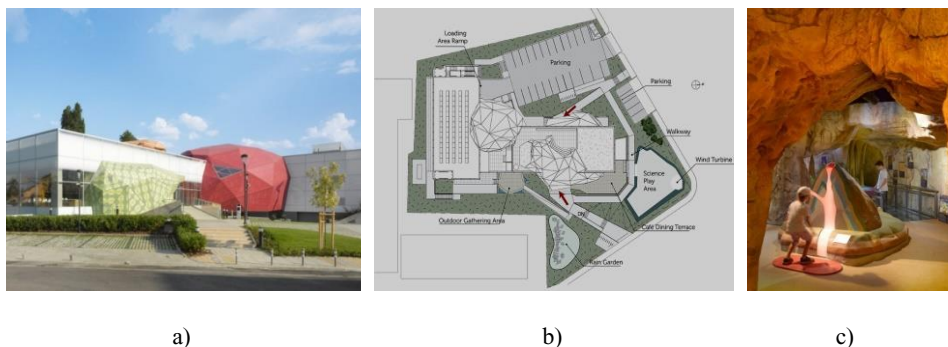 Loading
Area Ramp
Parking
Parking
Walkway
Wind Turbine
Science
Play
Area
Outdoor Gathering Area
DN
Café Dining Terrace
Rain Garden
a)
b)
c)